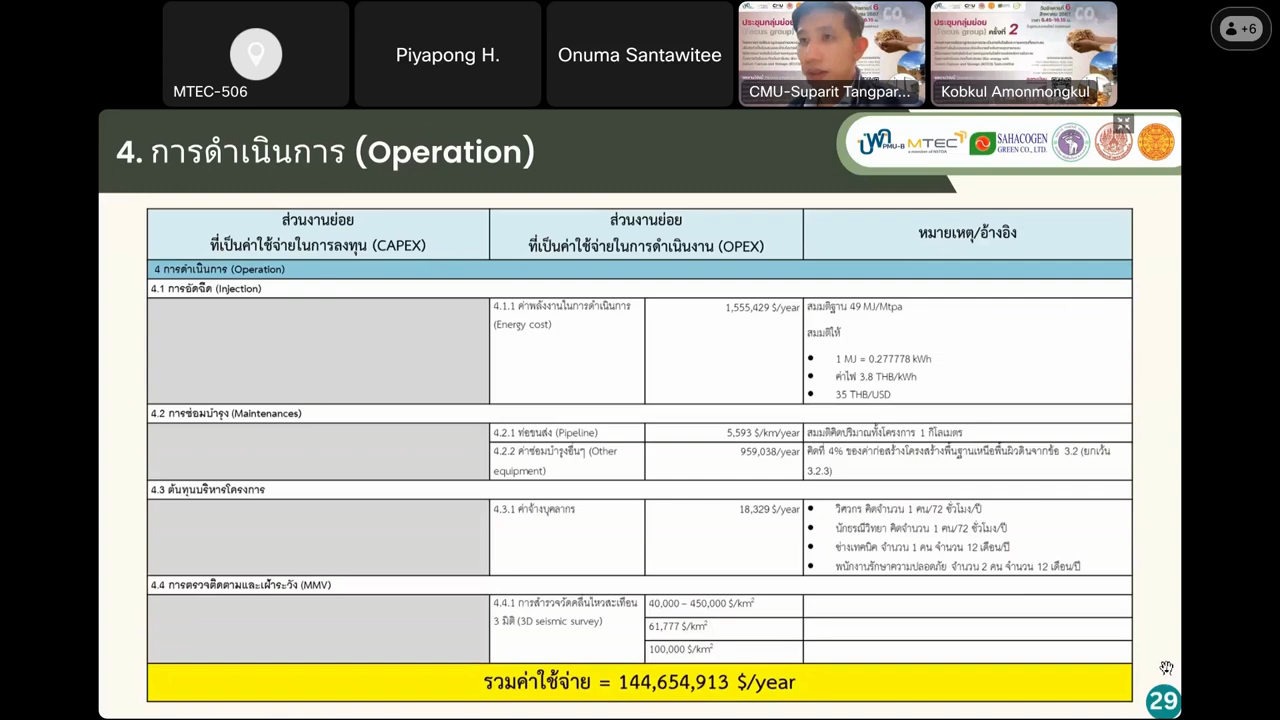 MTEC-506
Piyapong H.
Onuma Santawitee
CMU-Suparit Tangpar...
Kobkul Amonmongkul
+6
ประชุมกลุ่มย่อย
(Focus group) ครั้งที่ 2
4. การดำเนินการ (Operation)
PMU-B
MTEC
a member of NSTDA
SAHACOGEN
GREEN CO., LTD.
ส่วนงานย่อย
ที่เป็นค่าใช้จ่ายในการลงทุน (CAPEX)
ส่วนงานย่อย
ที่เป็นค่าใช้จ่ายในการดำเนินงาน (OPEX)
หมายเหตุ/อ้างอิง
4 การดำเนินการ (Operation)
4.1 การอัดฉีด (Injection)
4.1.1 ค่าพลังงานในการดำเนินการ
(Energy cost)
1,555,429 $/year
สมมติฐาน 49 MJ/Mtpa
สมมติให้
• 1 MJ = 0.277778 kWh
• ค่าไฟ 3.8 THB/kWh
• 35 THB/USD
4.2 การซ่อมบำรุง (Maintenances)
4.2.1 ท่อขนส่ง (Pipeline)
5,593 $/km/year
สมมติคิดปริมาณทั้งโครงการ 1 กิโลเมตร
4.2.2 ค่าซ่อมบำรุงอื่นๆ (Other
equipment)
959,038/year
คิดที่ 4% ของค่าก่อสร้างโครงสร้างพื้นฐานเหนือพื้นผิวดินจากข้อ 3.2 (ยกเว้น
3.2.3)
4.3 ต้นทุนบริหารโครงการ
4.3.1 ค่าจ้างบุคลากร
18,329 $/year
• วิศวกร คิดจำนวน 1 คน/72 ชั่วโมง/ปี
• นักธรณีวิทยา คิดจำนวน 1 คน/72 ชั่วโมง/ปี
• ช่างเทคนิค จำนวน 1 คน จำนวน 12 เดือน/ปี
• พนักงานรักษาความปลอดภัย จำนวน 2 คน จำนวน 12 เดือน/ปี
4.4 การตรวจติดตามและเฝ้าระวัง (MMV)
4.4.1 การสำรวจวัดคลื่นไหวสะเทือน
3 มิติ (3D seismic survey)
40,000 – 450,000 $/km²
61,777 $/km²
100,000 $/km²
รวมค่าใช้จ่าย = 144,654,913 $/year
29